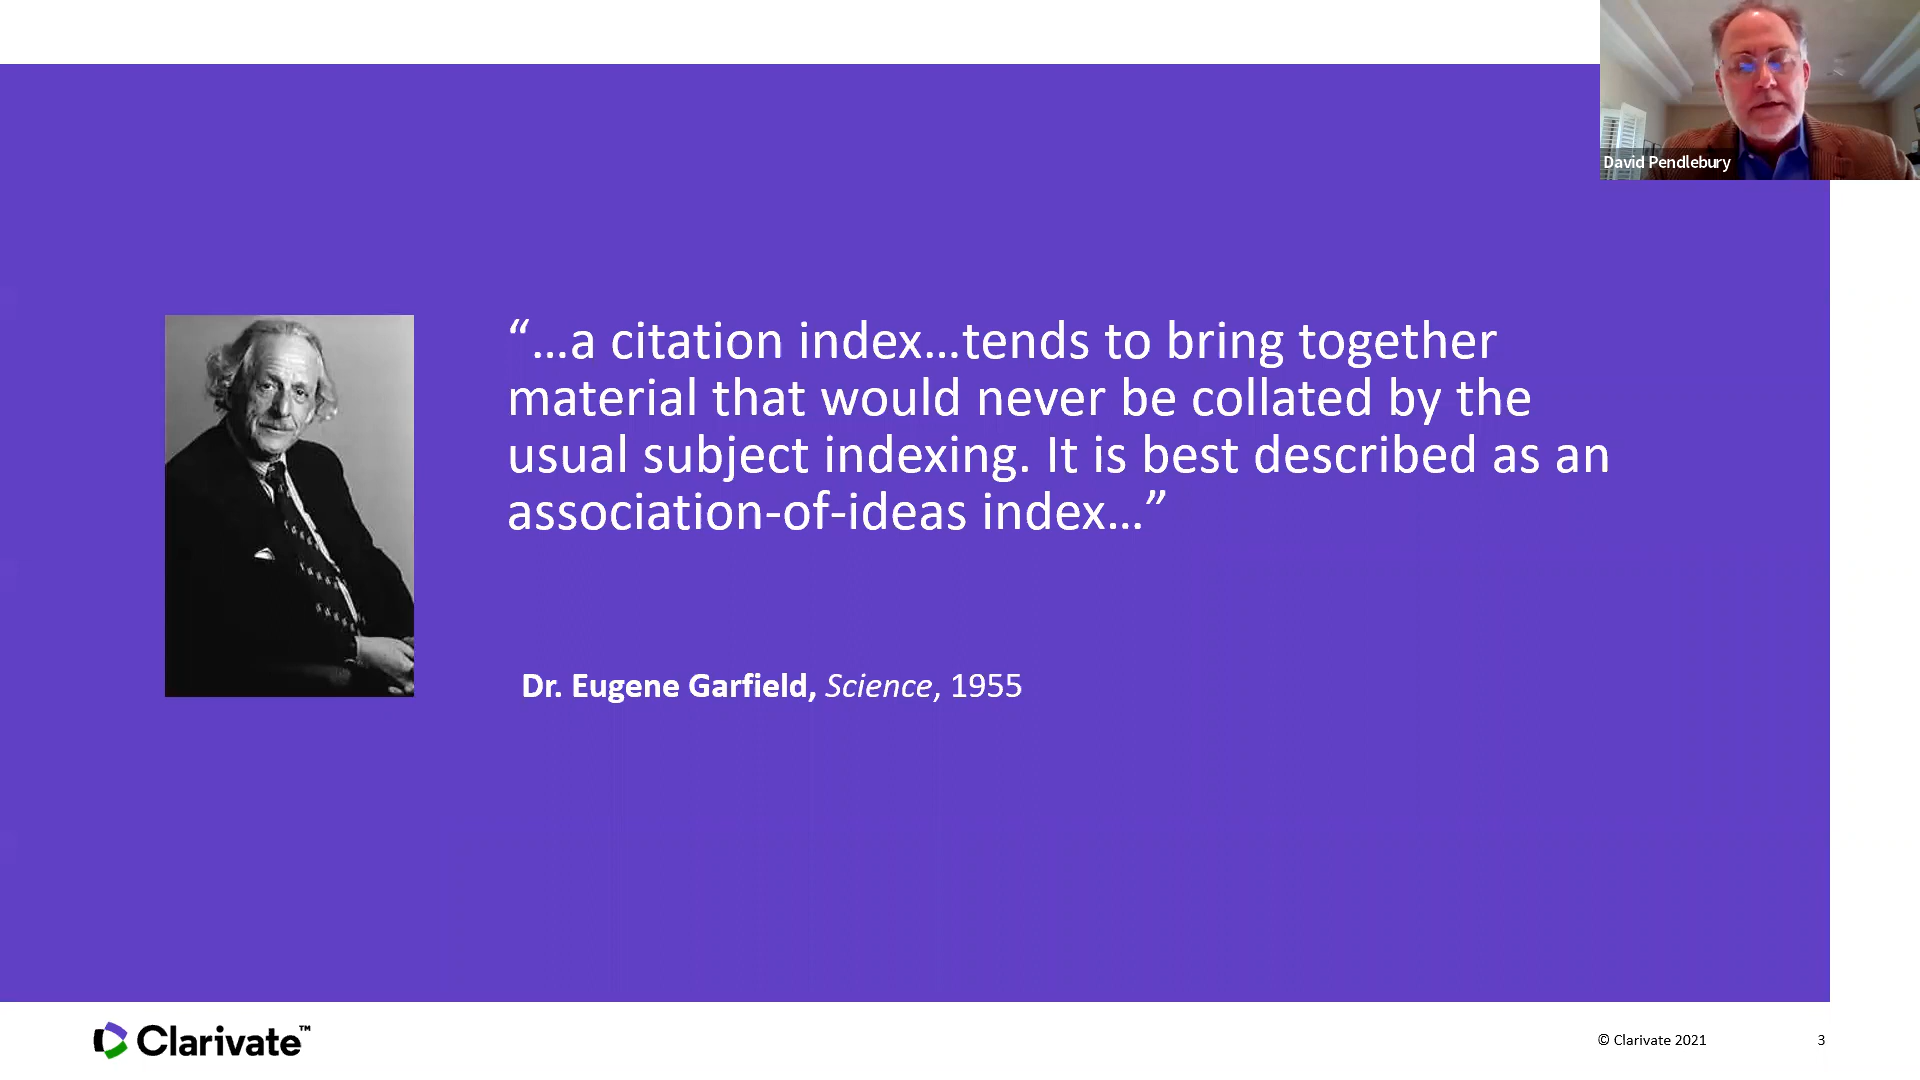 David Pendlebury
“…a citation index…tends to bring together
material that would never be collated by the
usual subject indexing. It is best described as an
association-of-ideas index…”
Dr. Eugene Garfield, Science, 1955
Clarivate™
© Clarivate 2021
3